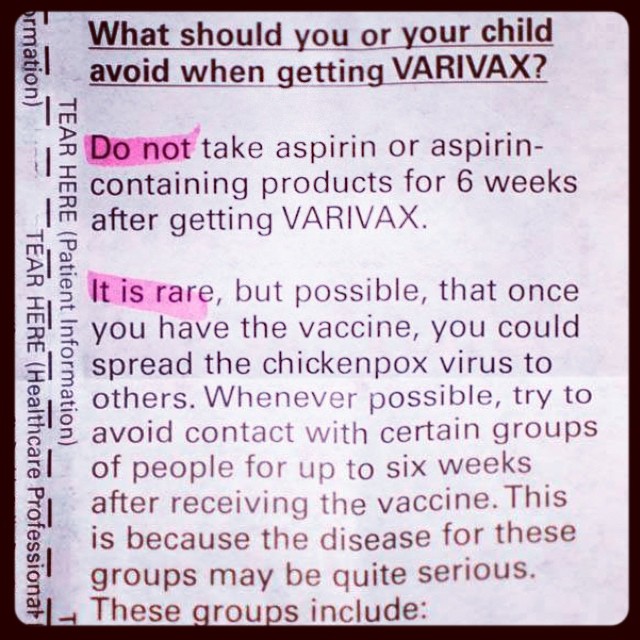 What should you or your child
avoid when getting VARIVAX?
Do not take aspirin or aspirin-
containing products for 6 weeks
after getting VARIVAX.
It is rare, but possible, that once
you have the vaccine, you could
spread the chickenpox virus to
others. Whenever possible, try to
avoid contact with certain groups
of people for up to six weeks
after receiving the vaccine. This
is because the disease for these
groups may be quite serious.
These groups include:
TEAR HERE (Patient Information)
TEAR HERE (Healthcare Professional
rmation)
T